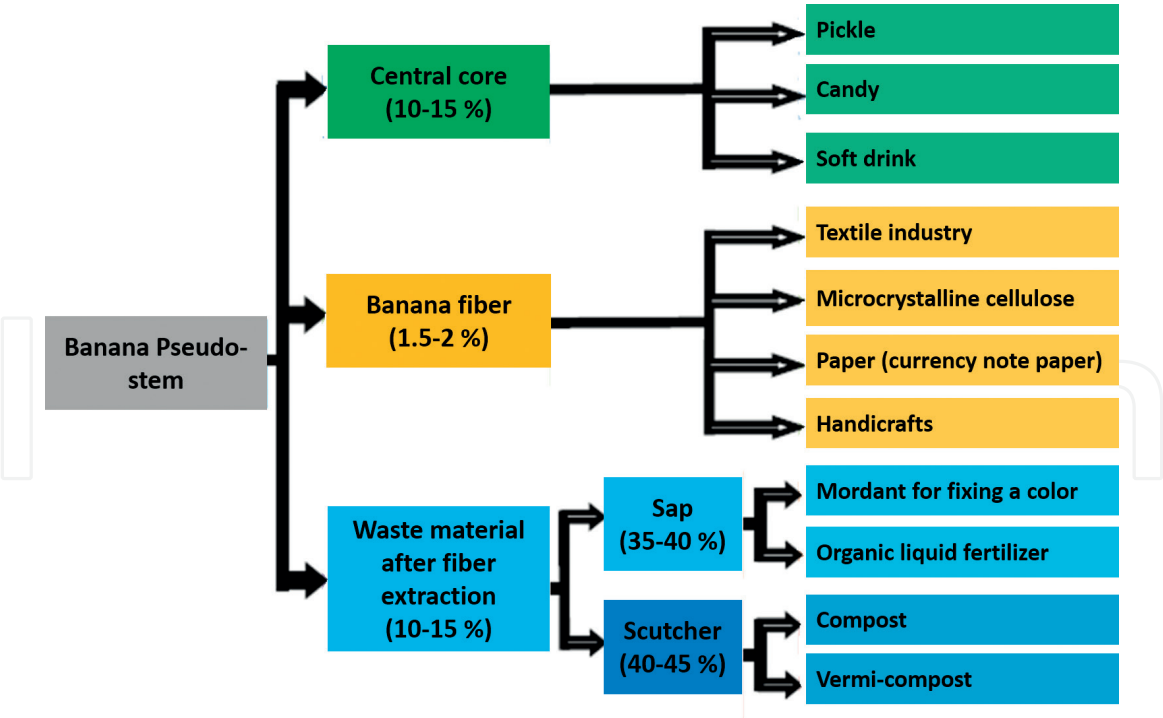 Banana Pseudo-
stem
Central core
(10-15 %)
Pickle
Candy
Soft drink
Banana fiber
(1.5-2 %)
Textile industry
Microcrystalline cellulose
Paper (currency note paper)
Handicrafts
Waste material
after fiber
extraction
(10-15 %)
Sap
(35-40 %)
Mordant for fixing a color
Organic liquid fertilizer
Scutcher
(40-45 %)
Compost
Vermi-compost